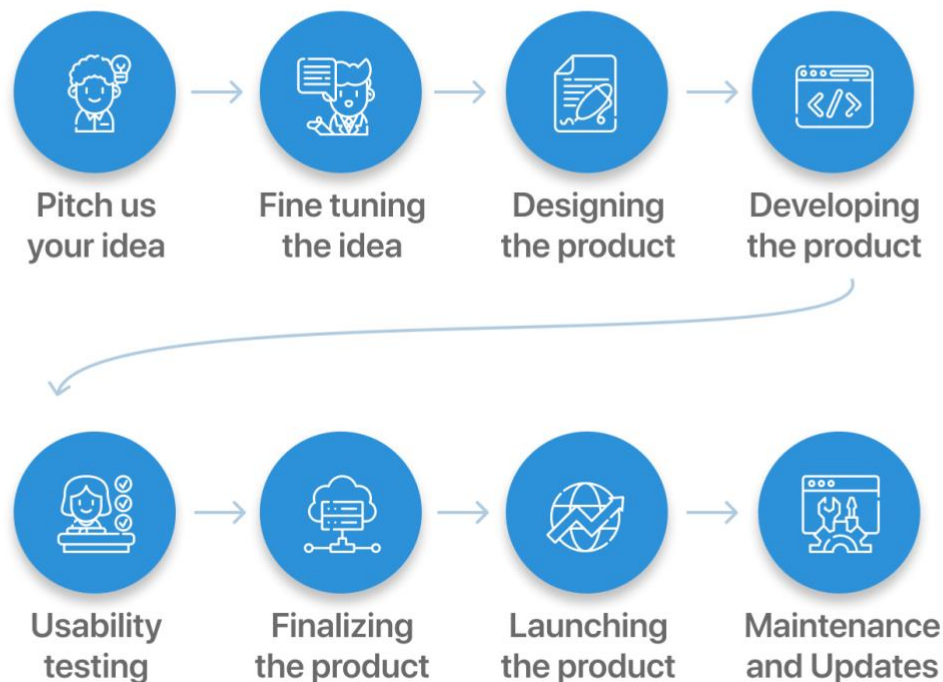 Pitch us
your idea
Fine tuning
the idea
Designing
the product
Developing
the product
Usability
testing
Finalizing
the product
Launching
the product
Maintenance
and Updates